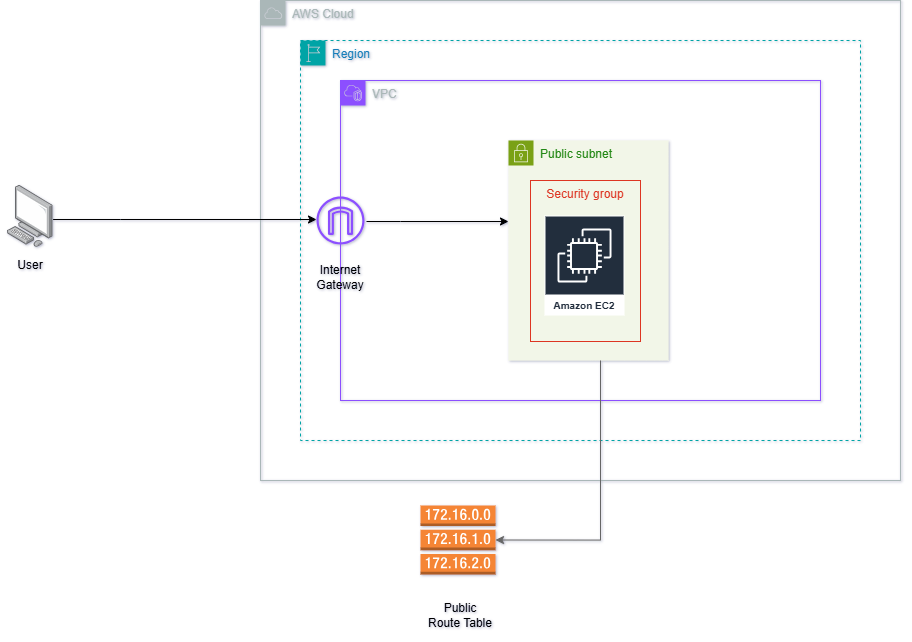 AWS Cloud
Region
VPC
Public subnet
Security group
Amazon EC2
User
Internet
Gateway
172.16.0.0
172.16.1.0
172.16.2.0
Public
Route Table